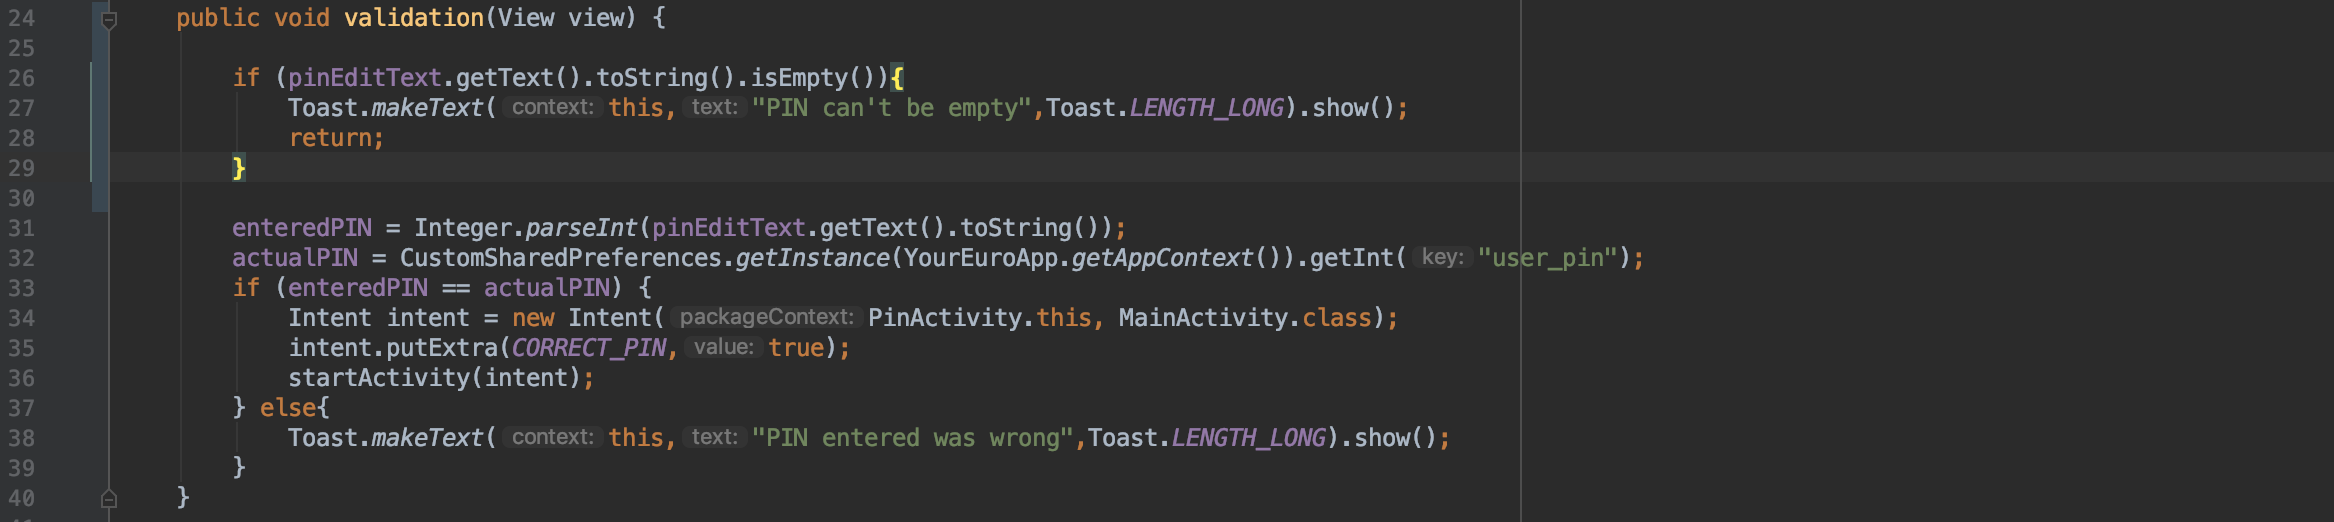 24 public void validation(View view) {
25
26 if (pinEditText.getText().toString().isEmpty()){
27 Toast.makeText( context: this, text: "PIN can't be empty",Toast.LENGTH_LONG).show();
28 return;
29 }
30
31 enteredPIN = Integer.parseInt(pinEditText.getText().toString());
32 actualPIN = CustomSharedPreferences.getInstance(YourEuroApp.getAppContext()).getInt( key: "user_pin");
33 if (enteredPIN == actualPIN) {
34 Intent intent = new Intent( packageContext: PinActivity.this, MainActivity.class);
35 intent.putExtra(CORRECT_PIN, value: true);
36 startActivity(intent);
37 } else{
38 Toast.makeText( context: this, text: "PIN entered was wrong",Toast.LENGTH_LONG).show();
39 }
40 }